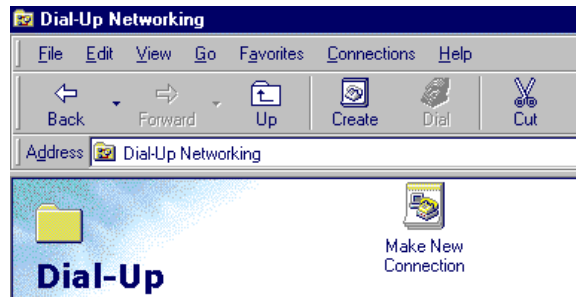 Dial-Up Networking
File Edit View Go Favorites Connections Help
Back Forward Up Create Dial Cut
Address Dial-Up Networking
Make New
Connection
Dial-Up